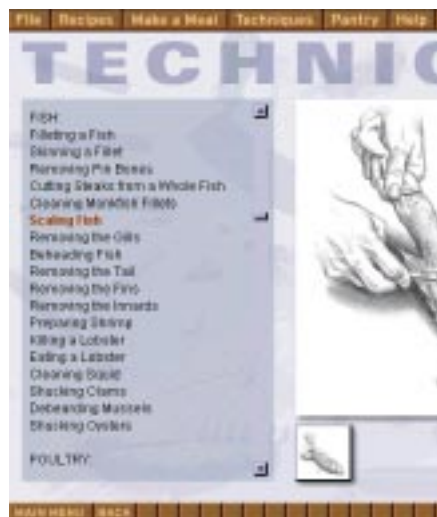 File Recipes Make a Meal Techniques Pantry Help
TECHNIC
FISH:
Filleting a Fish
Skinning a Fillet
Removing Pin Bones
Cutting Steaks from a Whole Fish
Cleaning Monkfish Fillets
Scaling Fish
Removing the Gills
Beheading Fish
Removing the Tail
Removing the Fins
Removing the Innards
Preparing Shrimp
Killing a Lobster
Eating a Lobster
Cleaning Squid
Shucking Clams
Debearding Mussels
Shucking Oysters
POULTRY:
MAIN MENU BACK